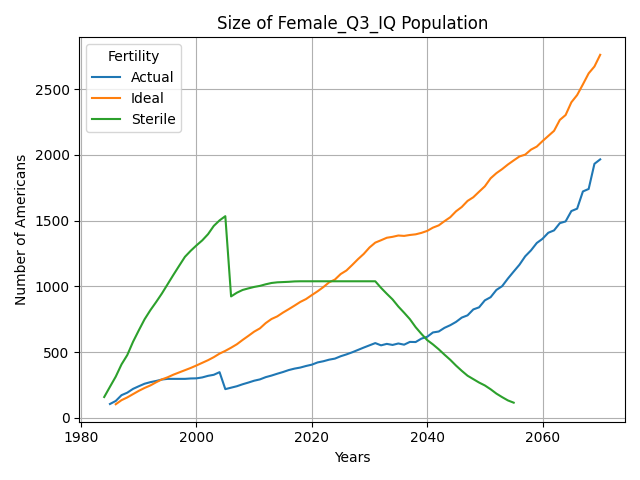 Size of Female_Q3_IQ Population
Fertility
Actual
Ideal
Sterile
Number of Americans
2500
2000
1500
1000
500
0
1980
2000
2020
2040
2060
Years